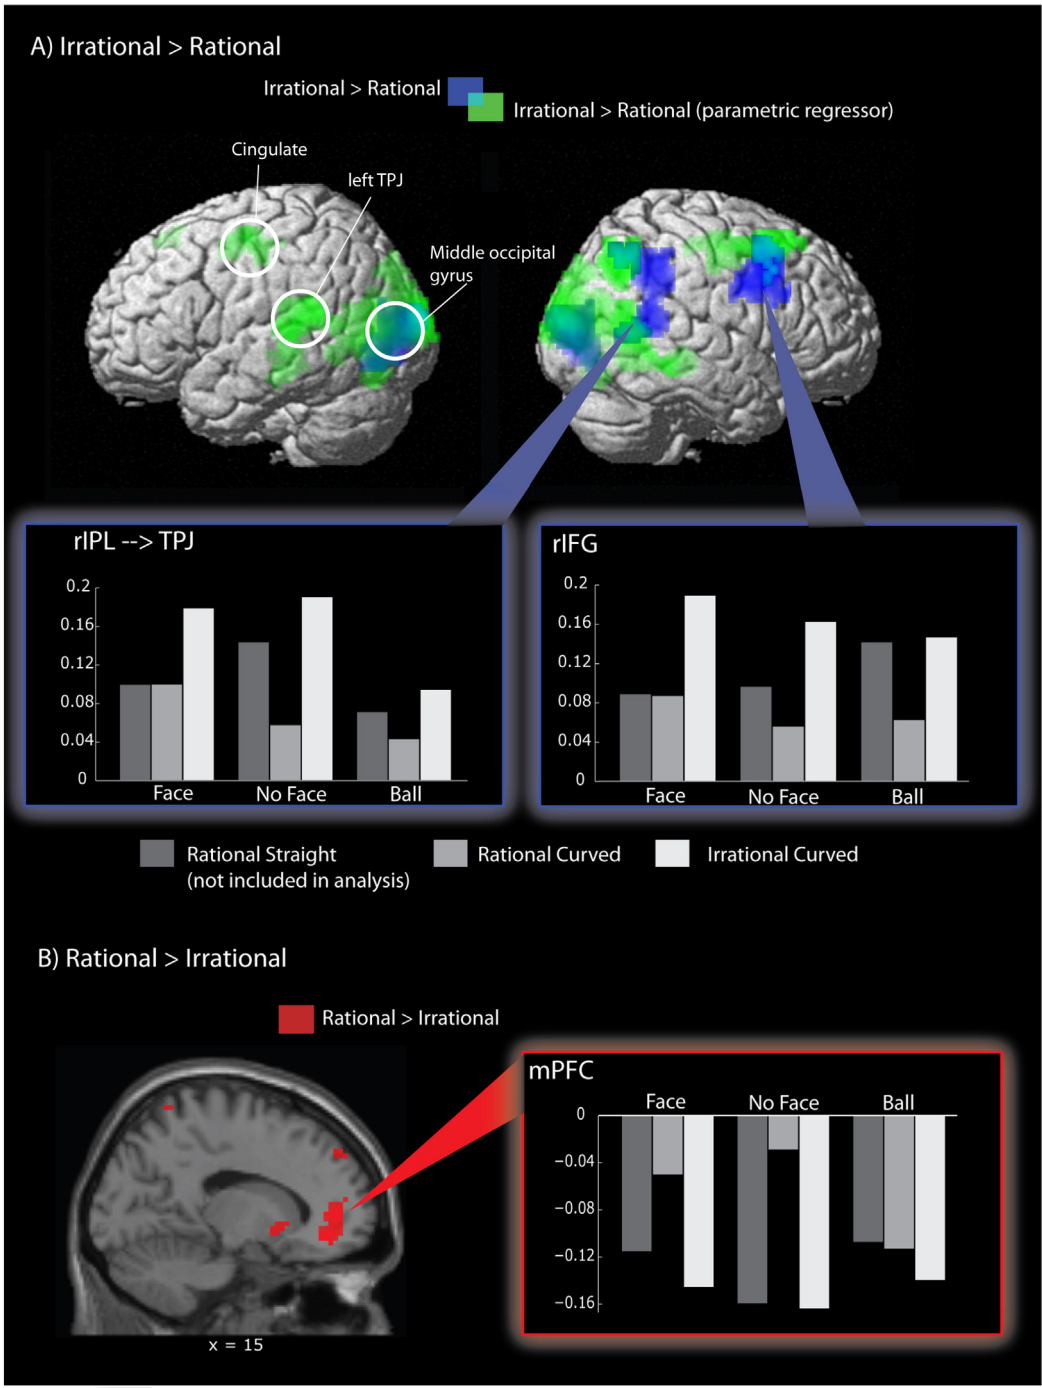 A) Irrational > Rational
Irrational > Rational
Irrational > Rational (parametric regressor)
Cingulate
left TPJ
Middle occipital
gyrus
rIPL --> TPJ
0.2
0.16
0.12
0.08
0.04
0
Face
No Face
Ball
rIFG
0.2
0.16
0.12
0.08
0.04
0
Face
No Face
Ball
Rational Straight
(not included in analysis)
Rational Curved
Irrational Curved
B) Rational > Irrational
Rational > Irrational
x = 15
mPFC
Face
No Face
Ball
0
−0.04
−0.08
−0.12
−0.16